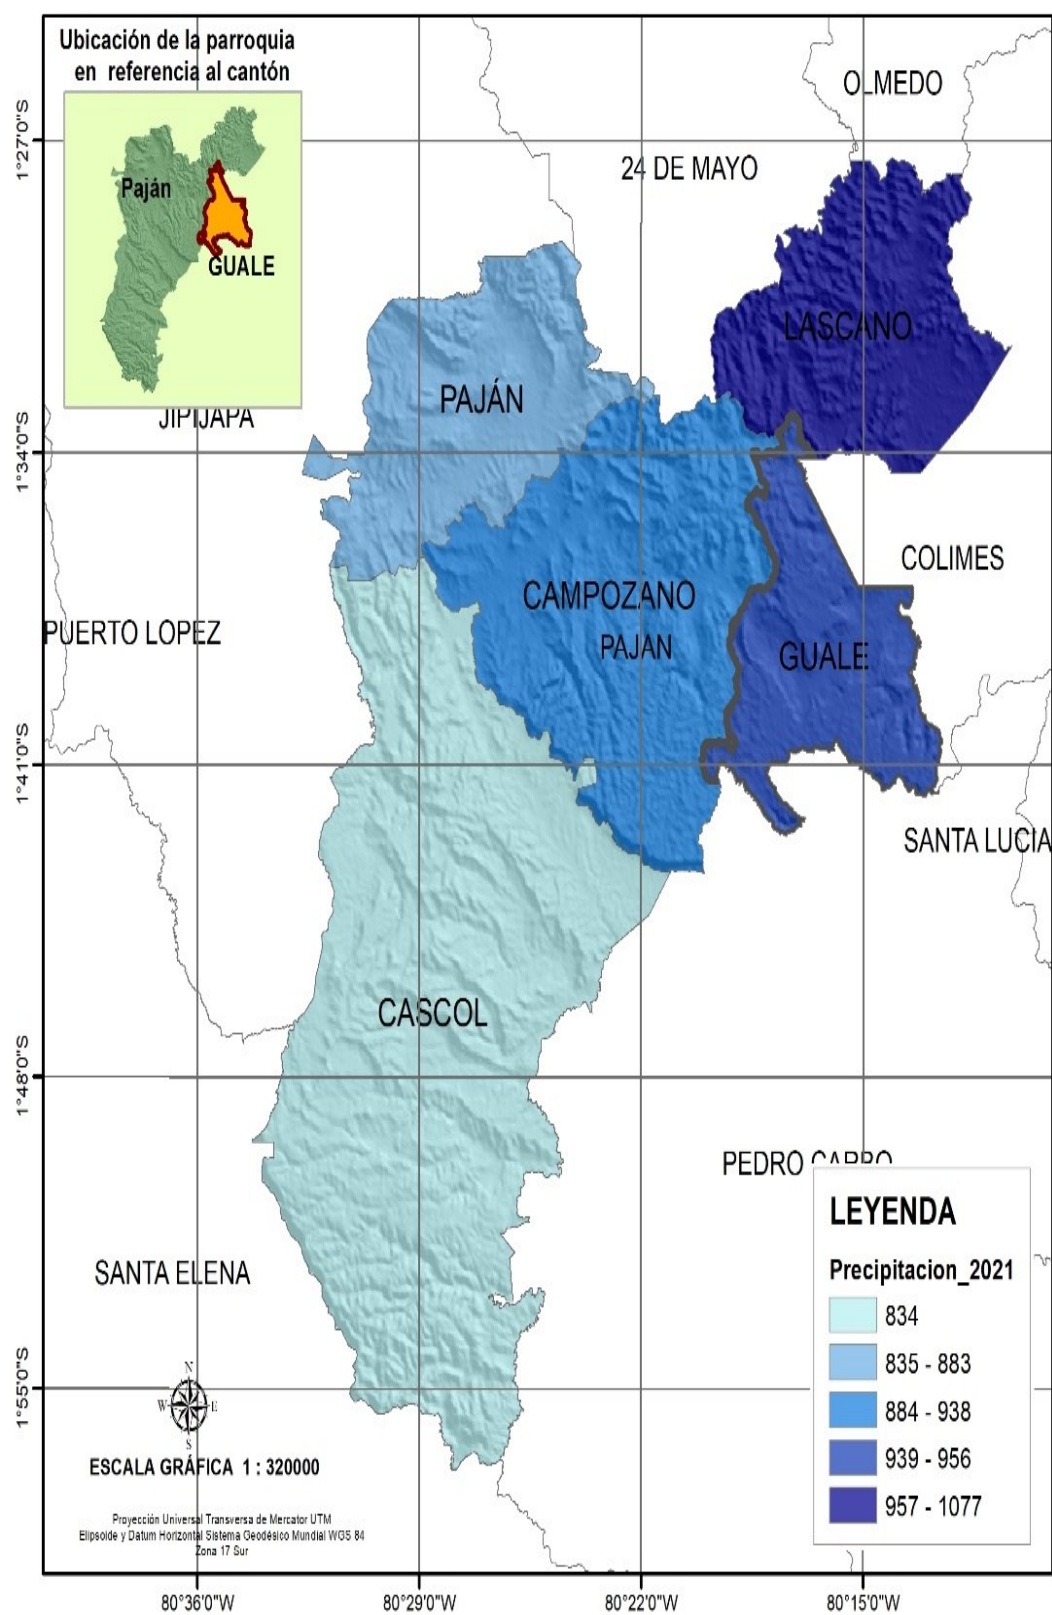 Ubicación de la parroquia
en referencia al cantón
Paján
GUALE
OLMEDO
1°27'0"S
24 DE MAYO
LASCANO
PAJÁN
JIPIJAPA
1°34'0"S
COLIMES
CAMPOZANO
PUERTO LOPEZ
PAJAN
GUALE
1°41'0"S
SANTA LUCIA
CASCOL
1°48'0"S
PEDRO CARBO
LEYENDA
Precipitacion_2021
834
835 - 883
884 - 938
939 - 956
957 - 1077
SANTA ELENA
1°55'0"S
N
W E
S
ESCALA GRÁFICA 1 : 320000
Proyección Universal Transversa de Mercator UTM
Elipsoide y Datum Horizontal Sistema Geodésico Mundial WGS 84
Zona 17 Sur
80°36'0"W 80°29'0"W 80°22'0"W 80°15'0"W